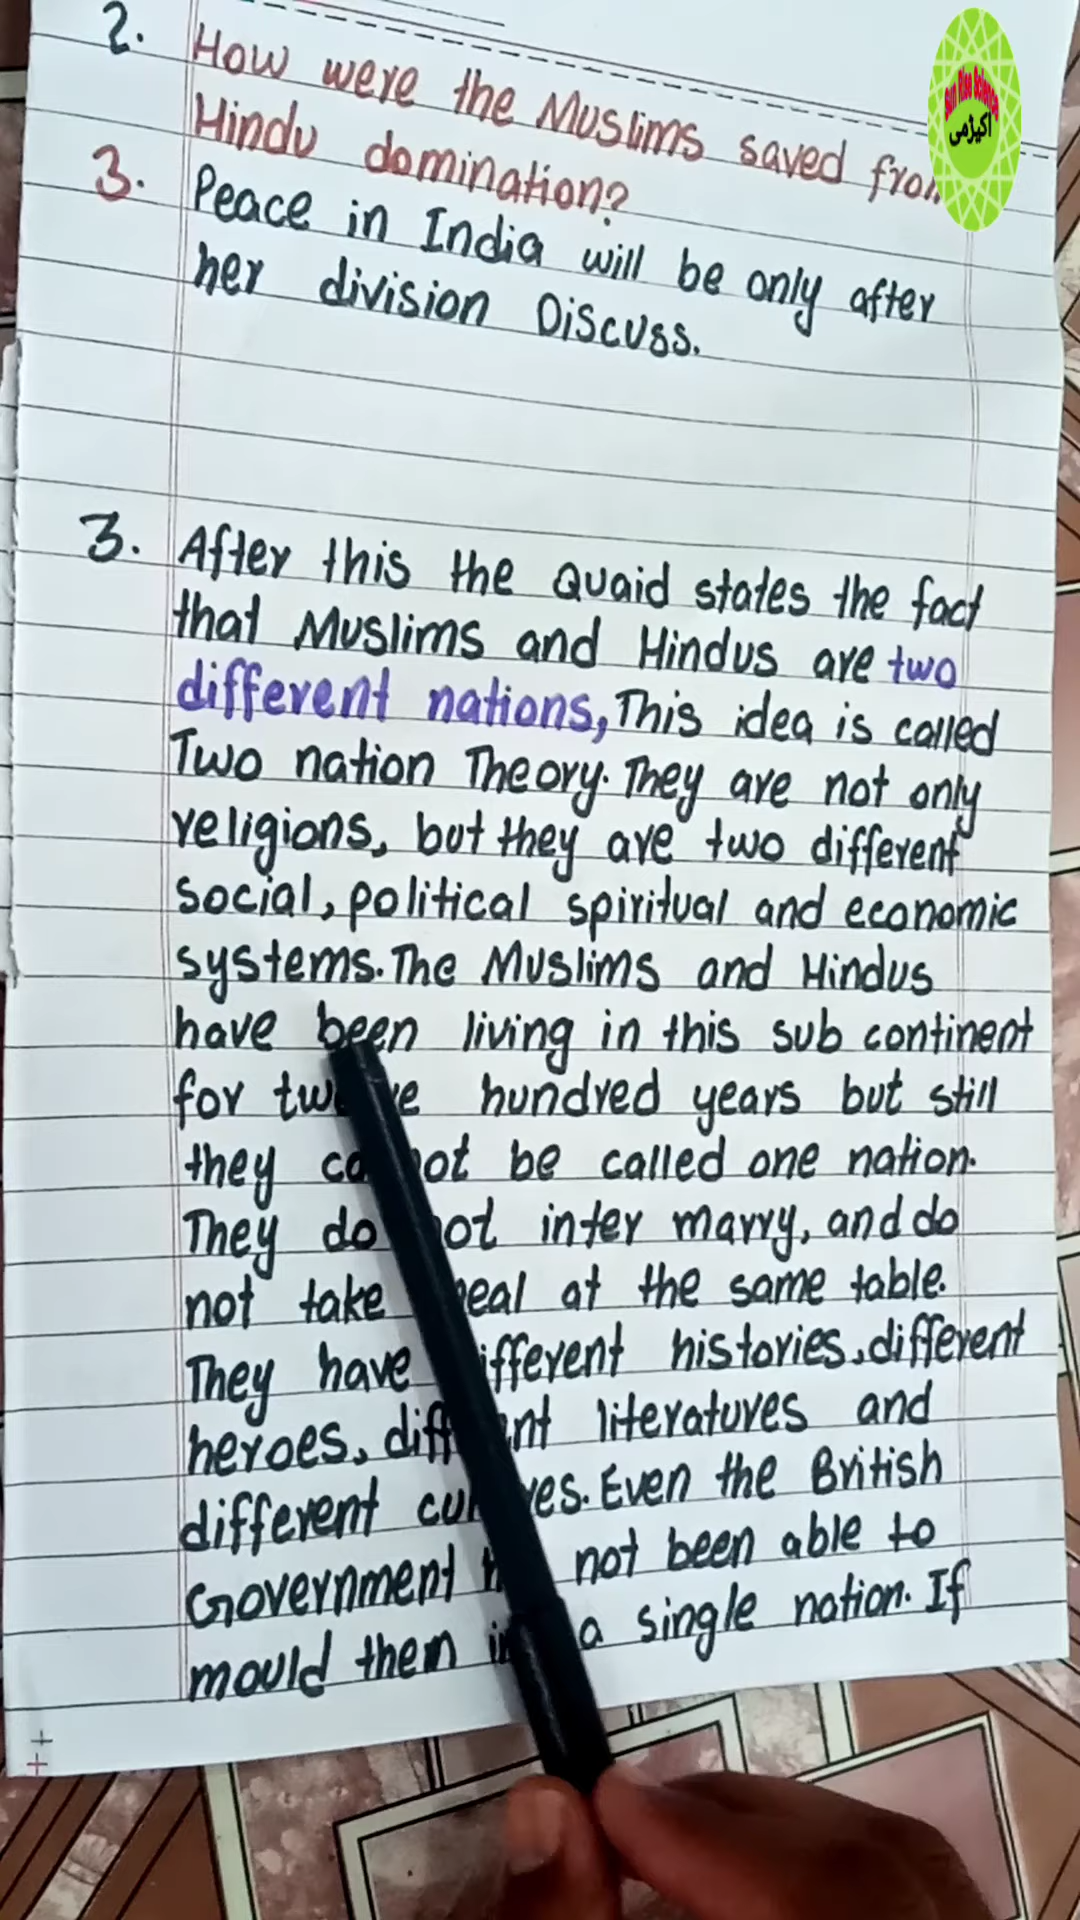 2. How were the Muslims saved
Hindu domination?
3. Peace in India will be only after
her division Discuss.
Sun Rise Science
اکیڈمی
3. After this the Quaid states the fact
that Muslims and Hindus are two
different nations, This idea is called
Two nation Theory. They are not only
religions, but they are two different
social, political spiritual and economic
systems. The Muslims and Hindus
have been living in this sub continent
for hundred years but still
they be called one nation.
They do inter marry, and do
not take at the same table.
They have different histories, different
heroes, literatures and
different Even the British
Government not been able to
mould them a single nation. If